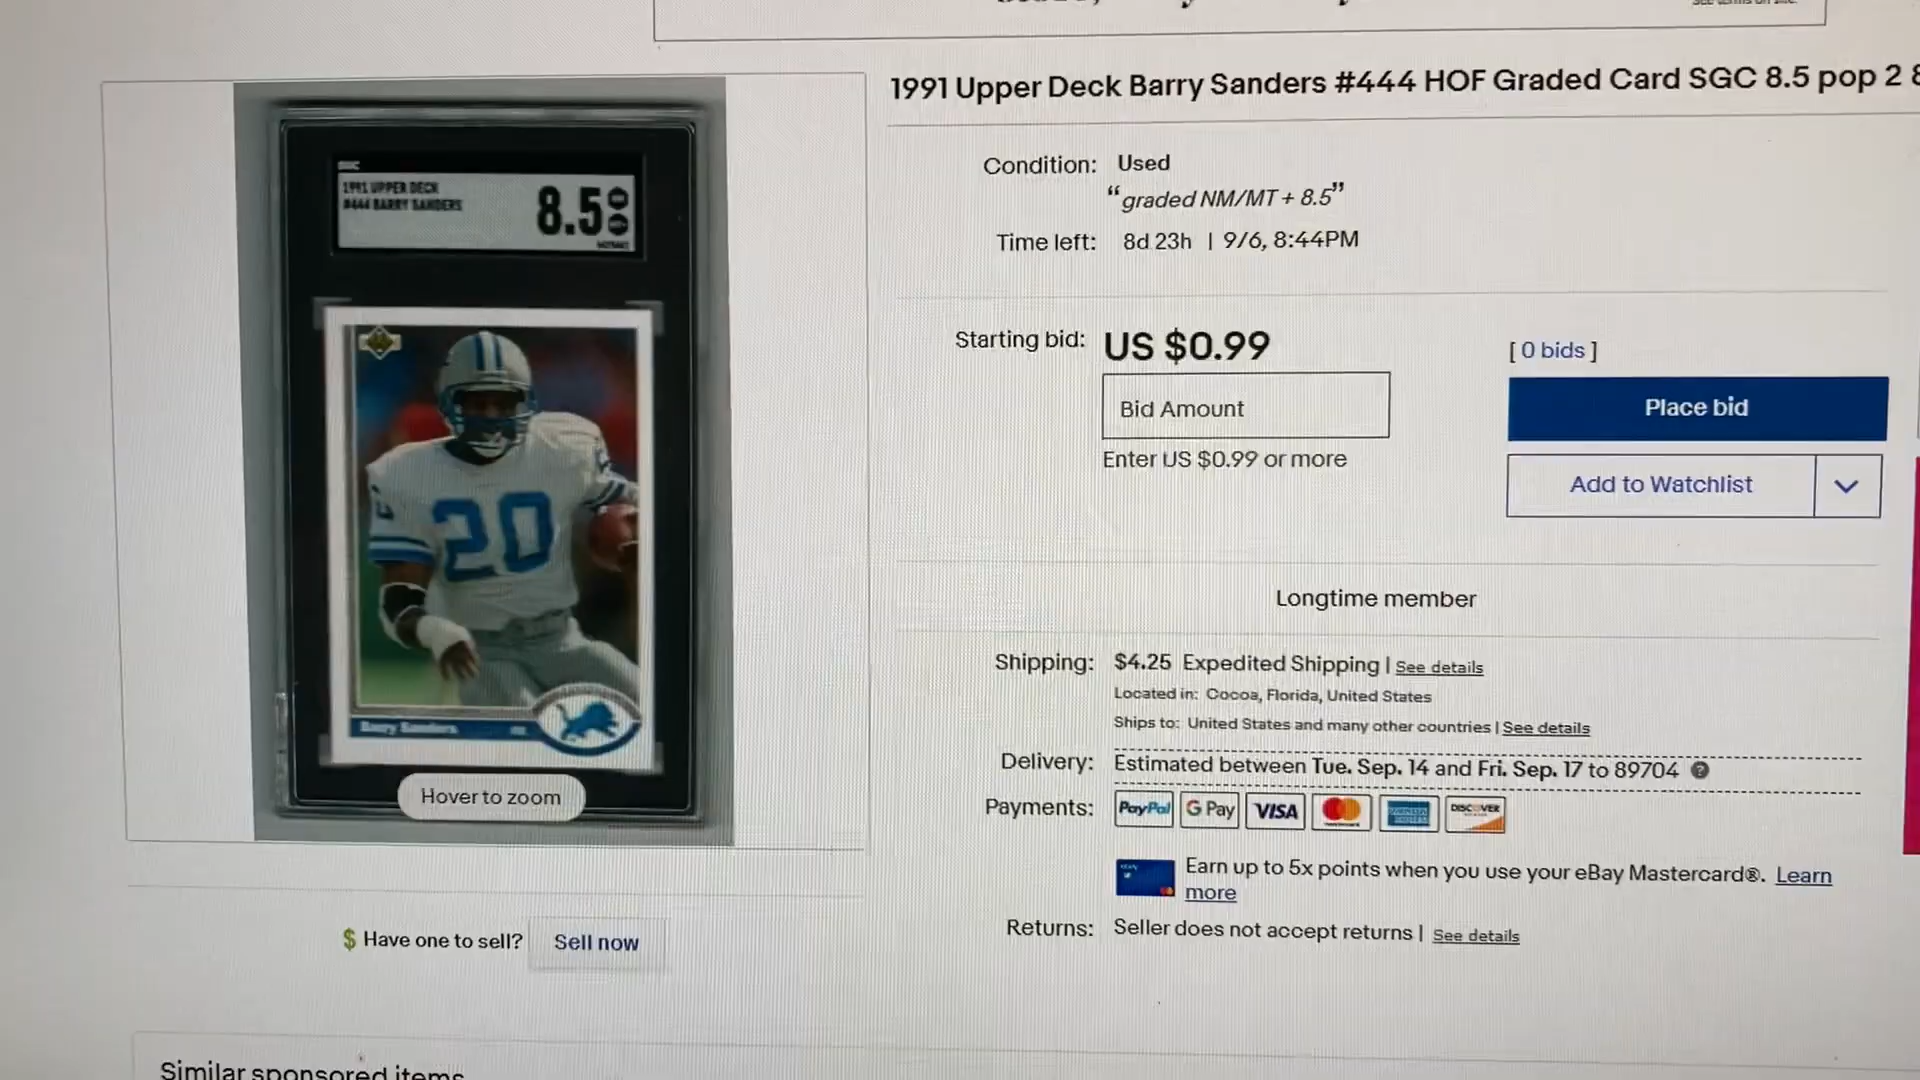 1991 Upper Deck Barry Sanders #444 HOF Graded Card SGC 8.5 pop 2
Condition: Used
“graded NM/MT + 8.5”
Time left: 8d 23h | 9/6, 8:44PM
Starting bid: US $0.99
[ 0 bids ]
Bid Amount
Place bid
Enter US $0.99 or more
Add to Watchlist
Longtime member
Shipping: $4.25 Expedited Shipping | See details
Located in: Cocoa, Florida, United States
Ships to: United States and many other countries | See details
Delivery: Estimated between Tue. Sep. 14 and Fri. Sep. 17 to 89704
Payments: PayPal G Pay VISA DISCOVER
Earn up to 5x points when you use your eBay Mastercard®. Learn
more
Returns: Seller does not accept returns | See details
SGC
1991 UPPER DECK
#444 BARRY SANDERS
8.5
20
Barry Sanders
Hover to zoom
$ Have one to sell? Sell now
Similar sponsored items